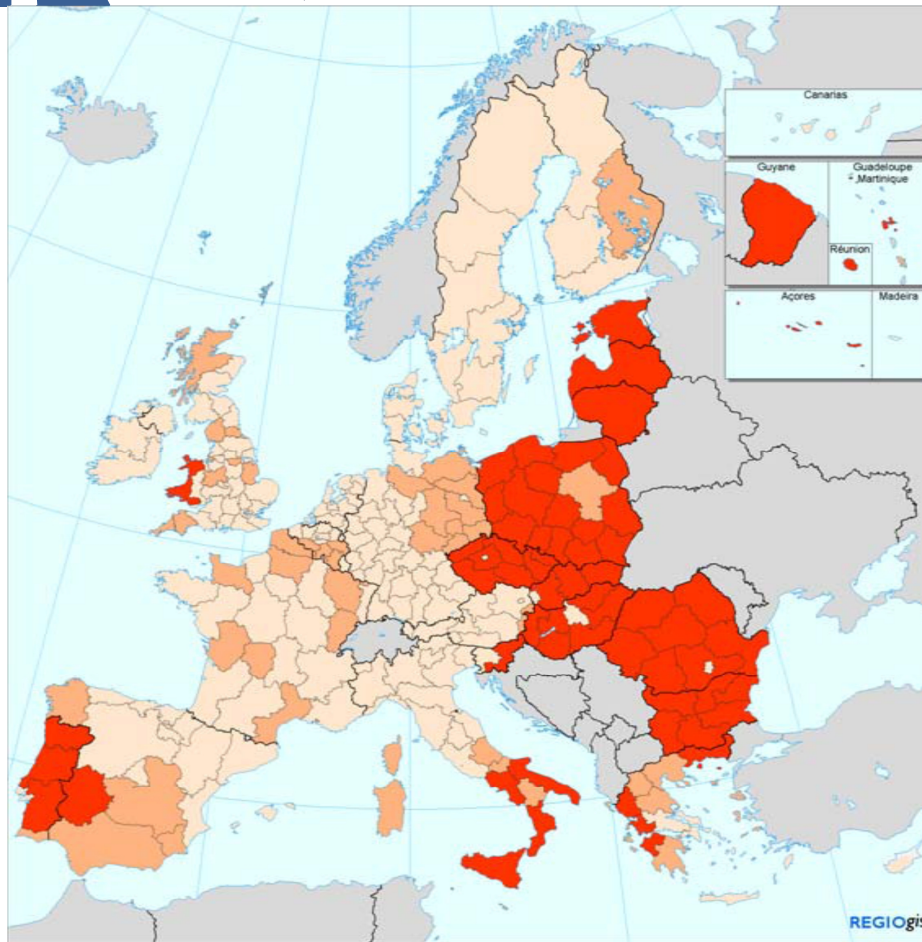 Canarias
Guyane
Guadeloupe
Martinique
Réunion
Açores
Madeira
REGIOgis